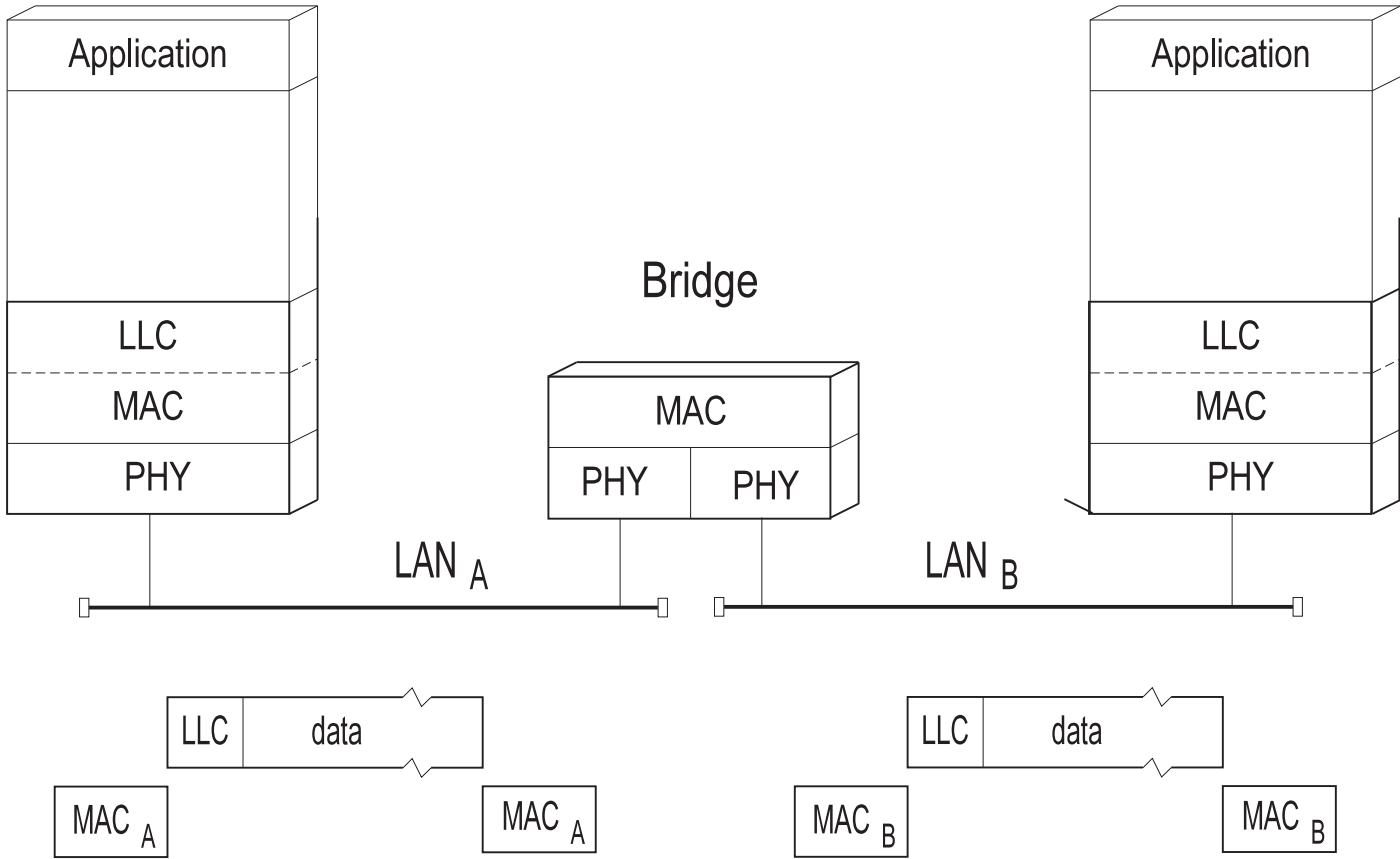 Application
Application
Bridge
LLC
LLC
MAC
MAC
MAC
PHY
PHY
PHY
PHY
LAN A
LAN B
LLC data
LLC data
MAC A
MAC A
MAC B
MAC B